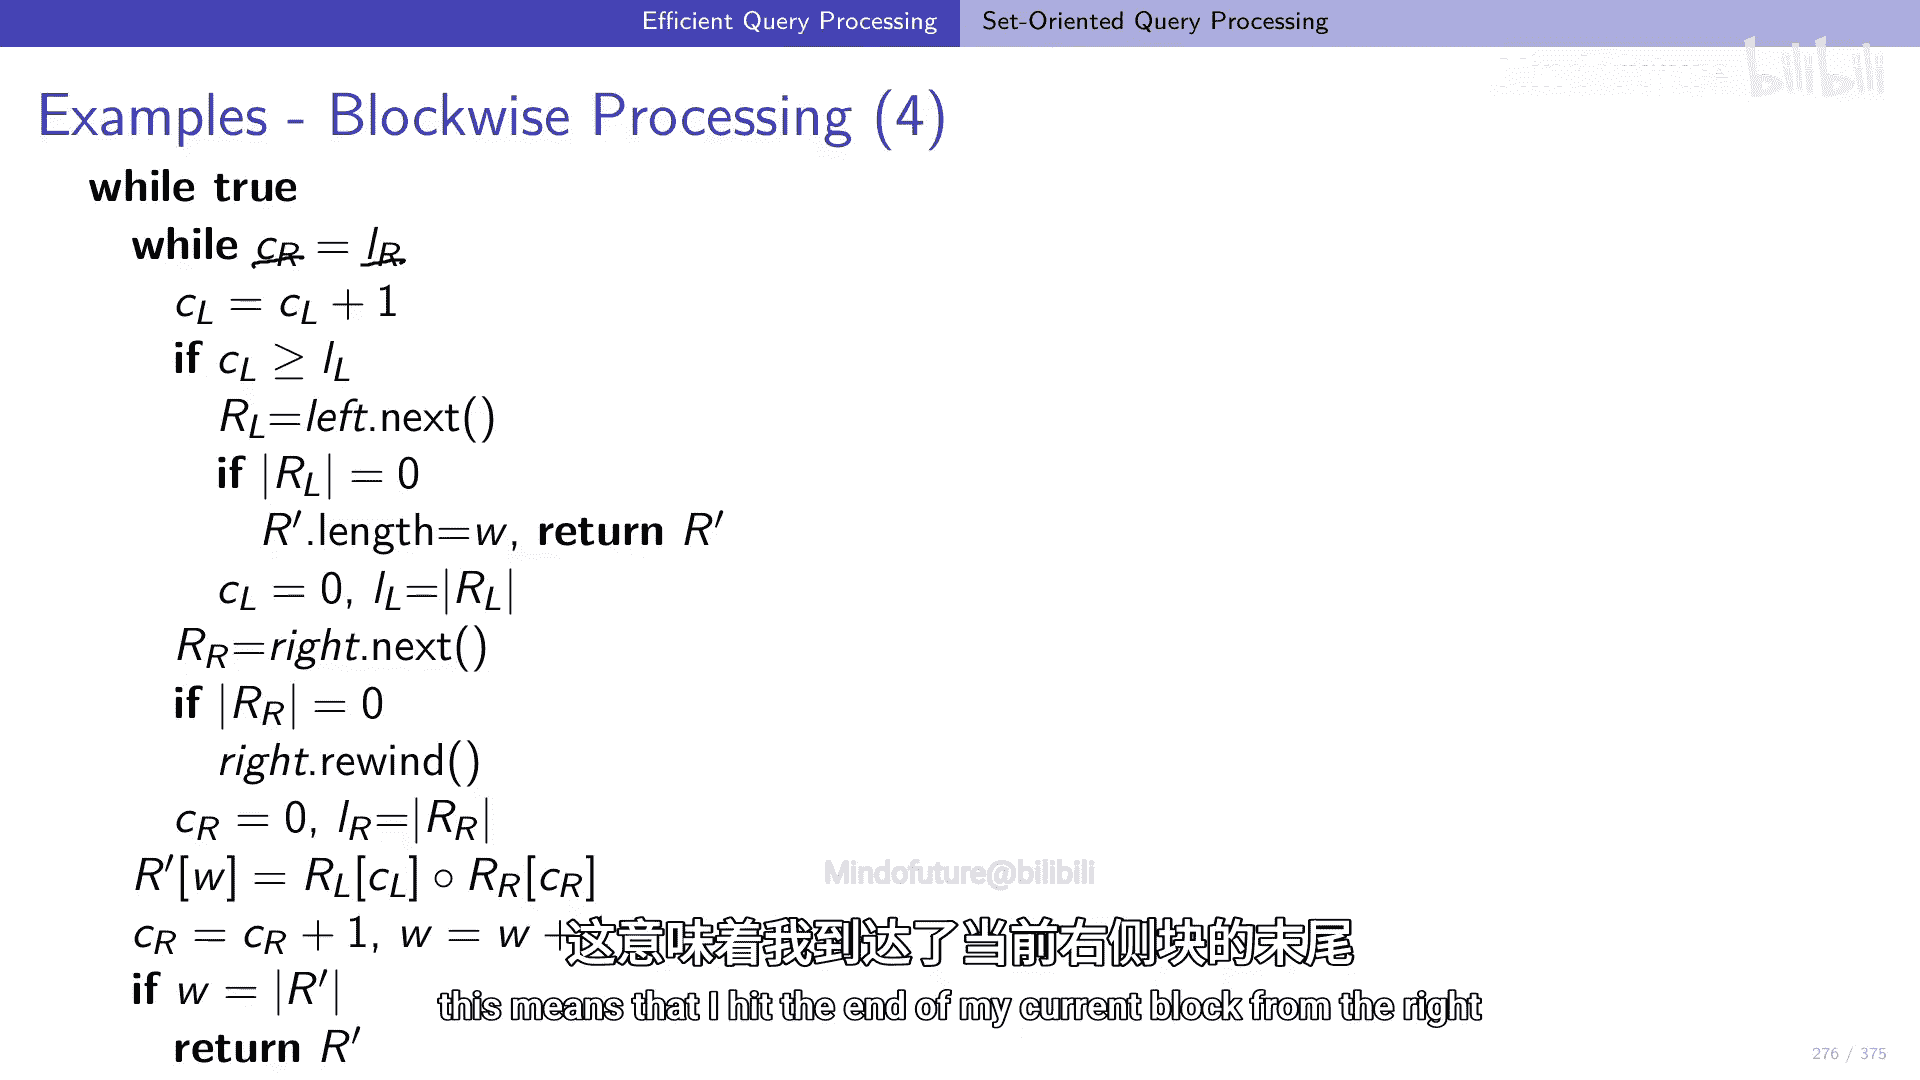 Efficient Query Processing
Set-Oriented Query Processing
bilibili
Examples - Blockwise Processing (4)
while true
while c_R = l_R
c_L = c_L + 1
if c_L ≥ l_L
R_L=left.next()
if |R_L| = 0
R′.length=w, return R′
c_L = 0, l_L=|R_L|
R_R=right.next()
if |R_R| = 0
right.rewind()
c_R = 0, l_R=|R_R|
R′[w] = R_L[c_L] ∘ R_R[c_R]
Mindofuture@bilibili
c_R = c_R + 1, w = w +
这意味着我到达了当前右侧块的末尾
if w = |R′|
this means that I hit the end of my current block from the right
return R′
276 / 375